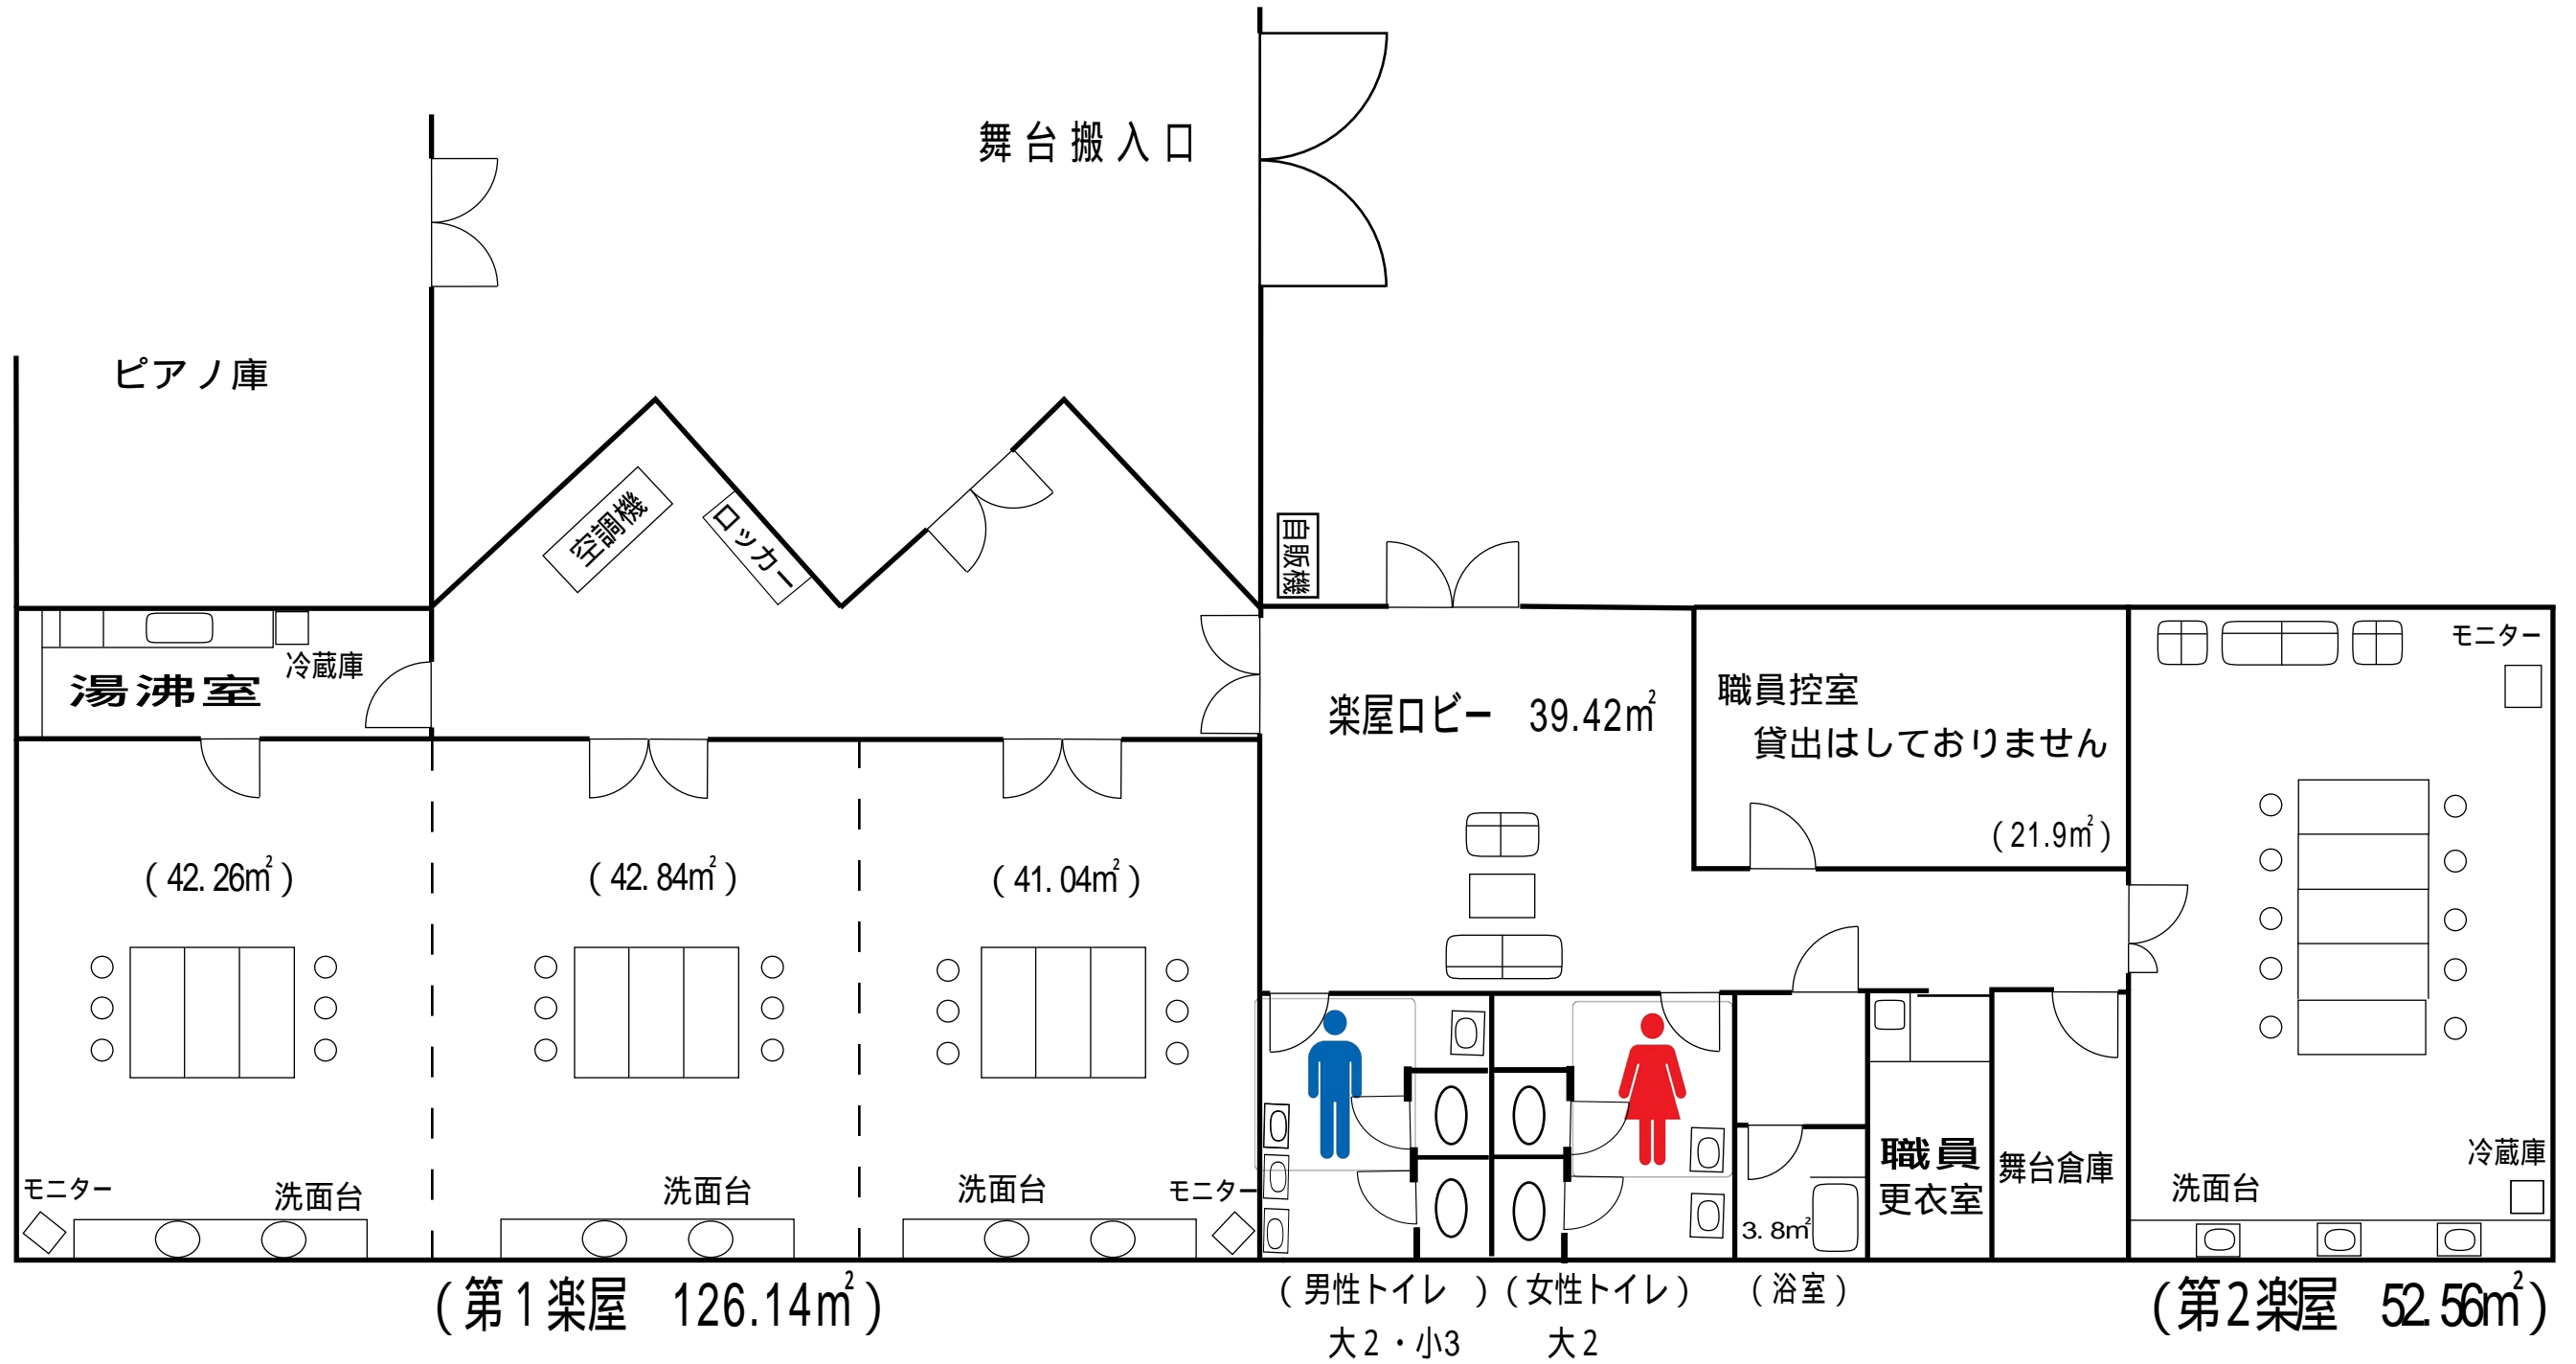 舞台搬入口
ピアノ庫
空調機
ロッカー
自販機
冷蔵庫
湯沸室
楽屋ロビー 39.42㎡
職員控室
貸出はしておりません
(21.9㎡)
モニター
(42.26㎡)
(42.84㎡)
(41.04㎡)
モニター
洗面台
洗面台
洗面台
モニター
3.8㎡
職員
更衣室
舞台倉庫
洗面台
冷蔵庫
(第1楽屋 126.14㎡)
(男性トイレ )
大2・小3
(女性トイレ)
大2
(浴室)
(第2楽屋 52.56㎡)